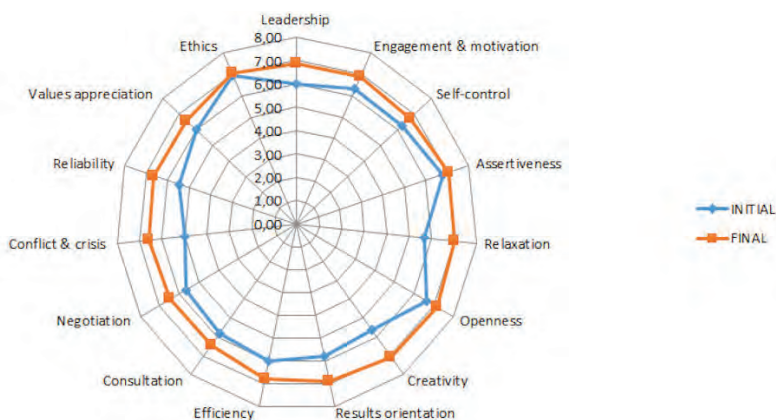 Leadership
8,00
7,00
6,00
5,00
4,00
3,00
2,00
1,00
0,00
Engagement & motivation
Self-control
Assertiveness
Relaxation
Openness
Creativity
Results orientation
Efficiency
Consultation
Negotiation
Conflict & crisis
Reliability
Values appreciation
Ethics
INITIAL
FINAL